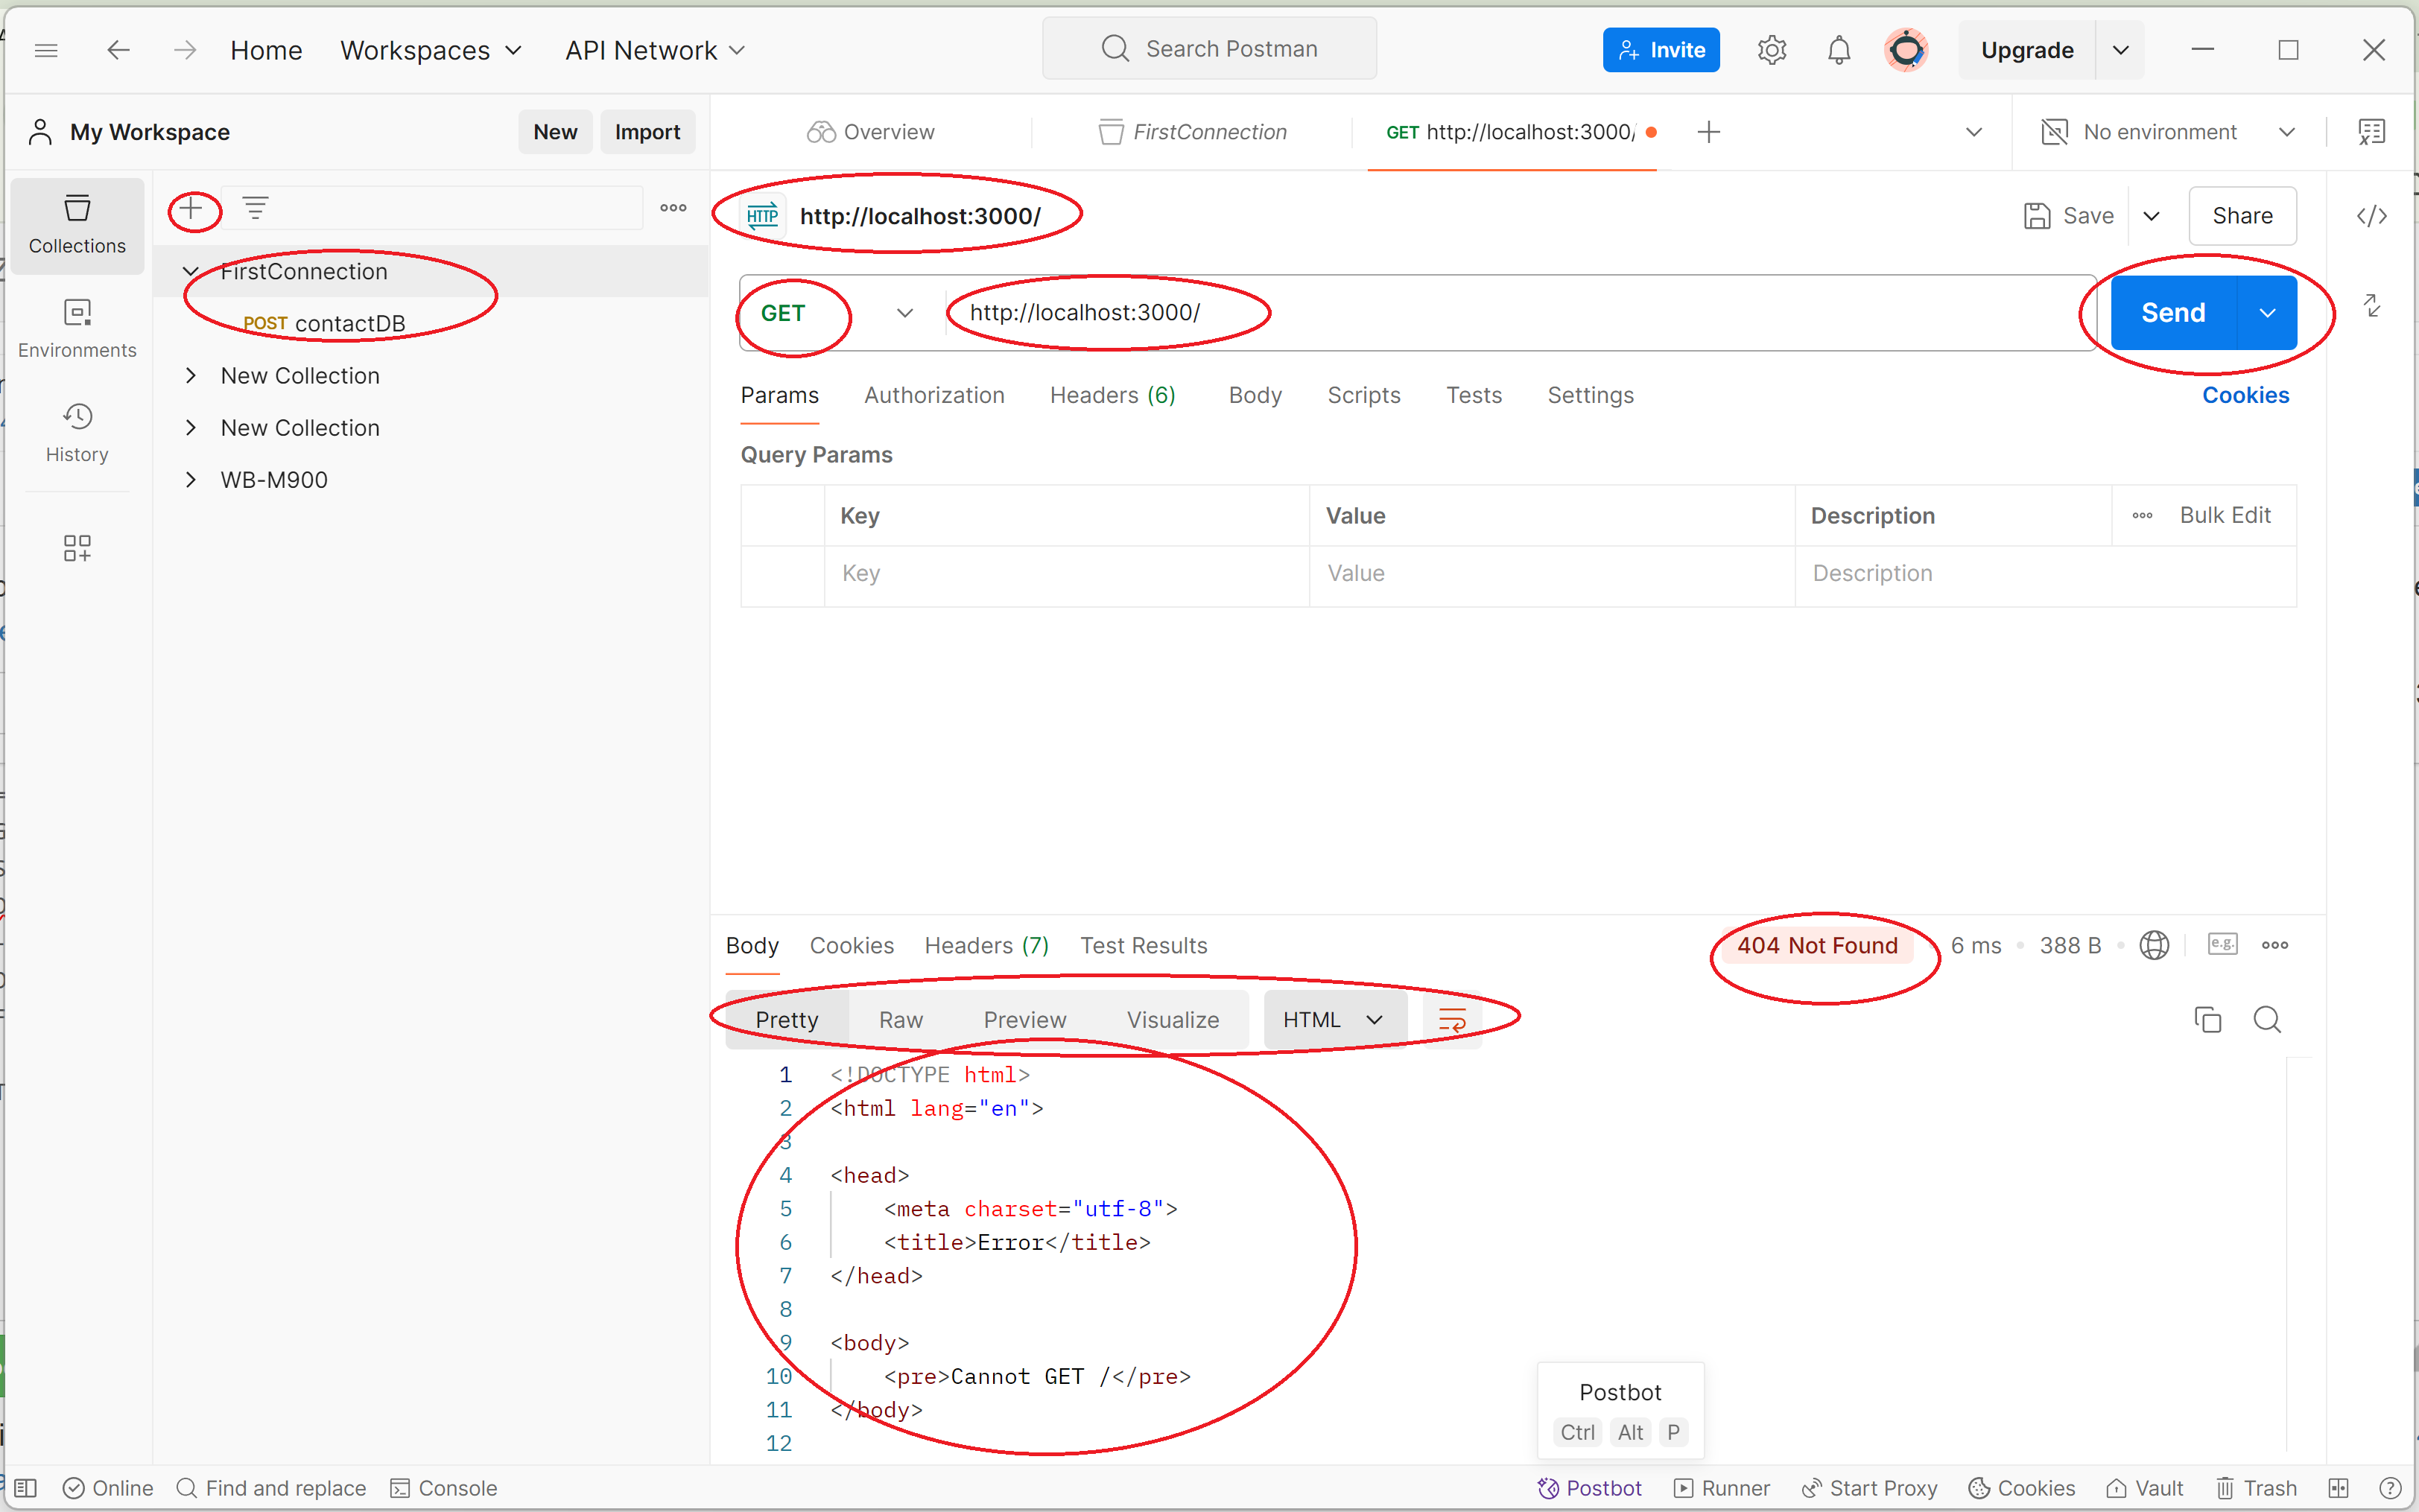 Home Workspaces API Network Search Postman Invite Upgrade
My Workspace New Import Overview FirstConnection GET http://localhost:3000/ No environment
Collections
Environments
History
FirstConnection
POST contactDB
New Collection
New Collection
WB-M900
HTTP http://localhost:3000/ Save Share
GET http://localhost:3000/ Send
Params Authorization Headers (6) Body Scripts Tests Settings Cookies
Query Params
Key Value Description Bulk Edit
Key Value Description
Body Cookies Headers (7) Test Results 404 Not Found 6 ms 388 B e.g.
Pretty Raw Preview Visualize HTML
1 <!DOCTYPE html>
2 <html lang="en">
3
4 <head>
5 <meta charset="utf-8">
6 <title>Error</title>
7 </head>
8
9 <body>
10 <pre>Cannot GET /</pre>
11 </body>
12
Postbot
Ctrl Alt P
Online Find and replace Console Postbot Runner Start Proxy Cookies Vault Trash